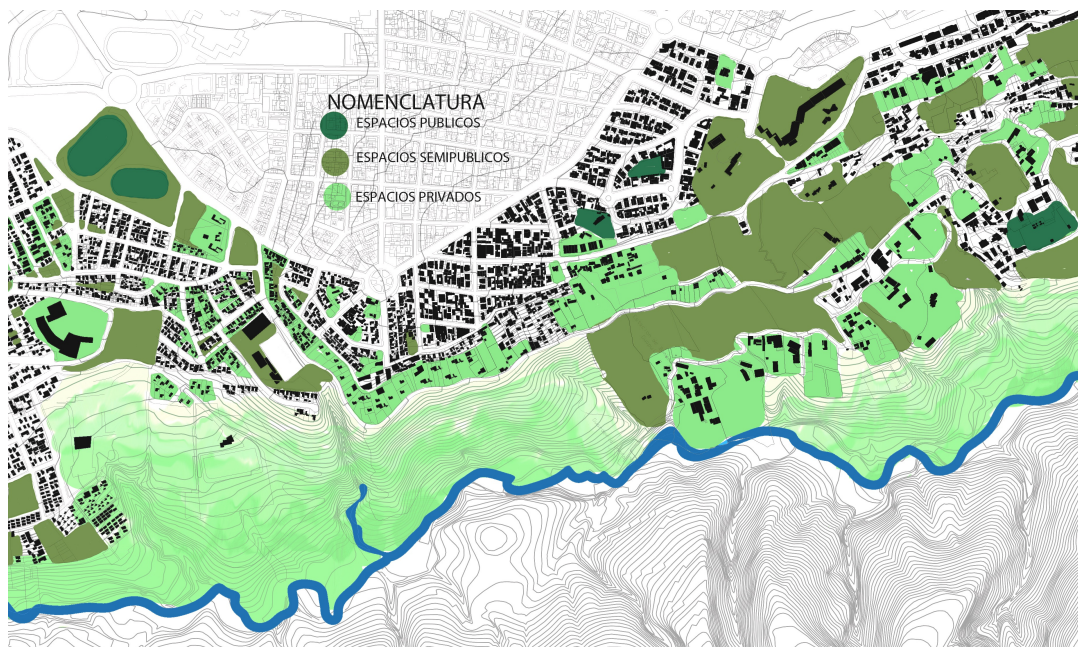 NOMENCLATURA
ESPACIOS PUBLICOS
ESPACIOS SEMIPUBLICOS
ESPACIOS PRIVADOS